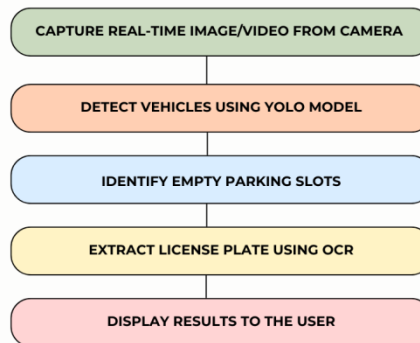 CAPTURE REAL-TIME IMAGE/VIDEO FROM CAMERA
DETECT VEHICLES USING YOLO MODEL
IDENTIFY EMPTY PARKING SLOTS
EXTRACT LICENSE PLATE USING OCR
DISPLAY RESULTS TO THE USER